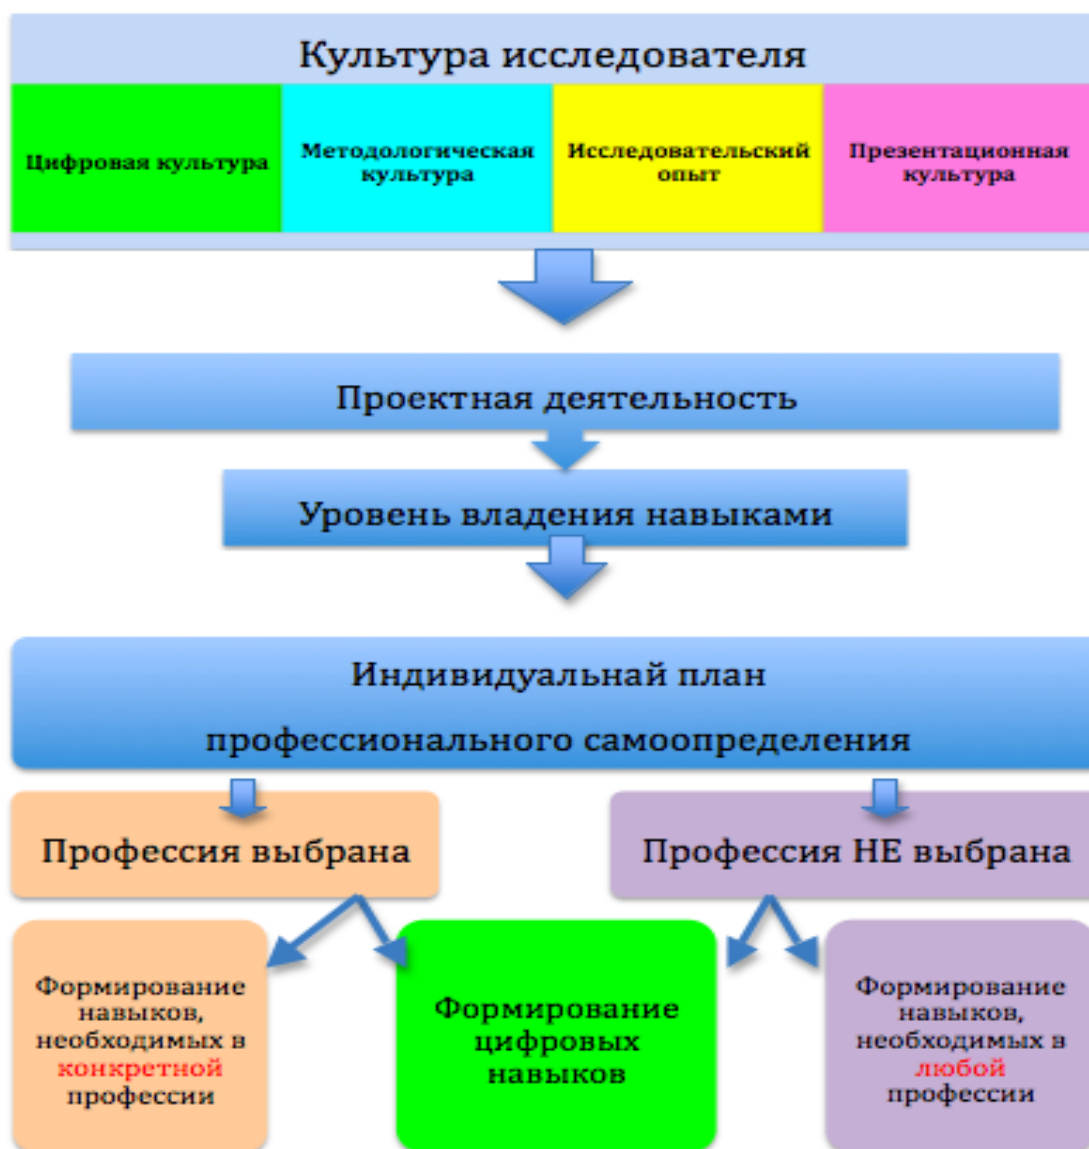 Культура исследователя
Цифровая культура
Методологическая
культура
Исследовательский
опыт
Презентационная
культура
Проектная деятельность
Уровень владения навыками
Индивидуальнай план
профессионального самоопределения
Профессия выбрана
Профессия НЕ выбрана
Формирование
навыков,
необходимых в
конкретной
профессии
Формирование
цифровых
навыков
Формирование
навыков,
необходимых в
любой
профессии